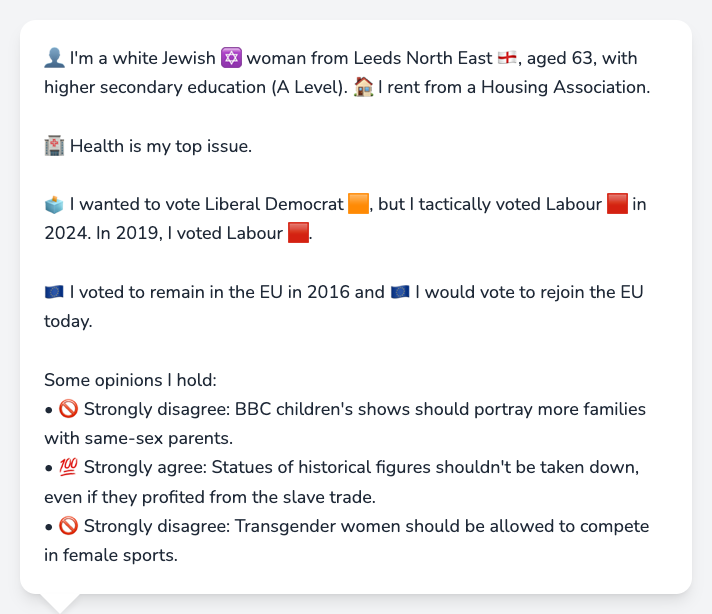 👤 I'm a white Jewish ✡️ woman from Leeds North East 🏴󠁧󠁢󠁥󠁮󠁧󠁿, aged 63, with
higher secondary education (A Level). 🏠 I rent from a Housing Association.
🏥 Health is my top issue.
🗳️ I wanted to vote Liberal Democrat 🟧, but I tactically voted Labour 🟥 in
2024. In 2019, I voted Labour 🟥.
🇪🇺 I voted to remain in the EU in 2016 and 🇪🇺 I would vote to rejoin the EU
today.
Some opinions I hold:
• 🚫 Strongly disagree: BBC children's shows should portray more families
with same-sex parents.
• 💯 Strongly agree: Statues of historical figures shouldn't be taken down,
even if they profited from the slave trade.
• 🚫 Strongly disagree: Transgender women should be allowed to compete
in female sports.